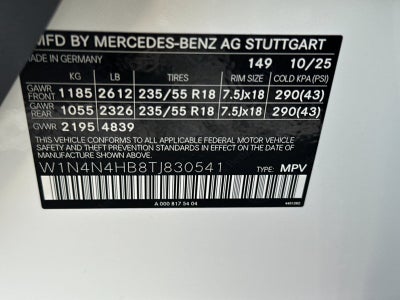 MFD BY MERCEDES-BENZ AG STUTTGART
Made in Germany 149 10/25
KG LB TIRES RIM SIZE COLD KPA(PSI)
GAWR FRONT 1185 2612 235/55 R18 7.5Jx18 290(43)
GAWR REAR 1055 2326 235/55 R18 7.5Jx18 290(43)
GVWR 2195 4839
THIS VEHICLE CONFORMS TO ALL APPLICABLE FEDERAL MOTOR VEHICLE
SAFETY AND THEFT PREVENTION STANDARDS IN EFFECT
ON THE DATE OF MANUFACTURE SHOWN ABOVE.
W1N4N4HB8TJ830541 TYPE: MPV
A 000 817 54 04